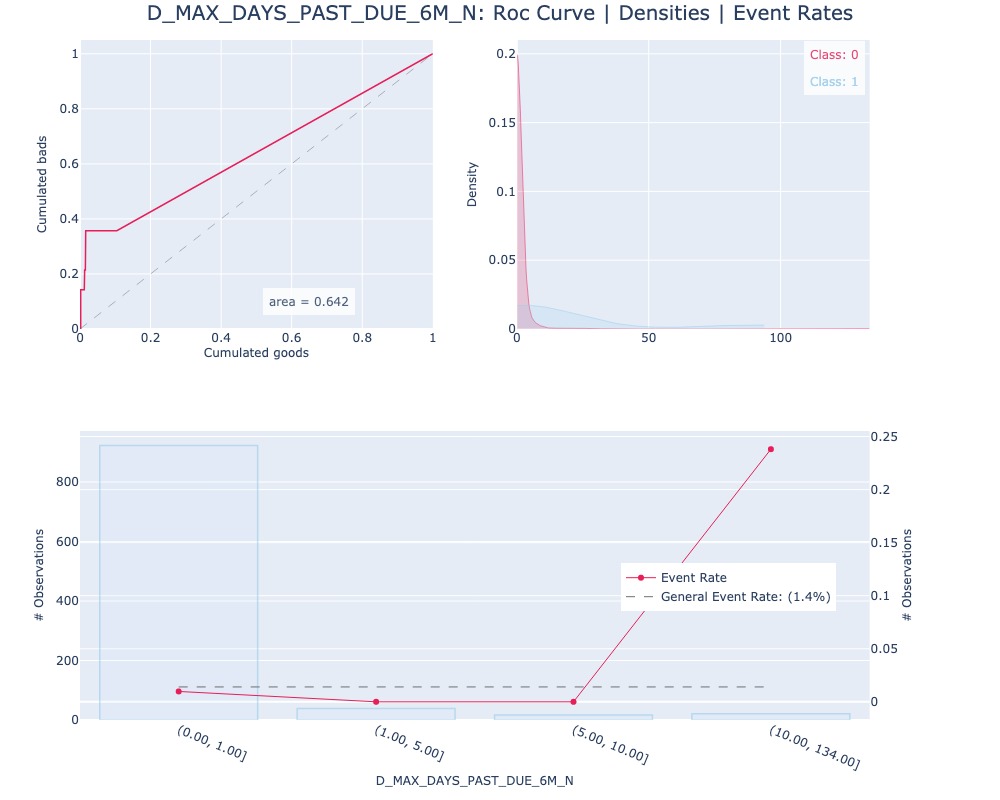 D_MAX_DAYS_PAST_DUE_6M_N: Roc Curve | Densities | Event Rates
1
0.8
0.6
0.4
0.2
0
Cumulated bads
0
0.2
0.4
0.6
0.8
1
Cumulated goods
area = 0.642
0.2
0.15
0.1
0.05
0
Density
0
50
100
Class: 0
Class: 1
800
600
400
200
0
# Observations
0.25
0.2
0.15
0.1
0.05
0
# Observations
Event Rate
General Event Rate: (1.4%)
(0.00, 1.00]
(1.00, 5.00]
(5.00, 10.00]
(10.00, 134.00]
D_MAX_DAYS_PAST_DUE_6M_N